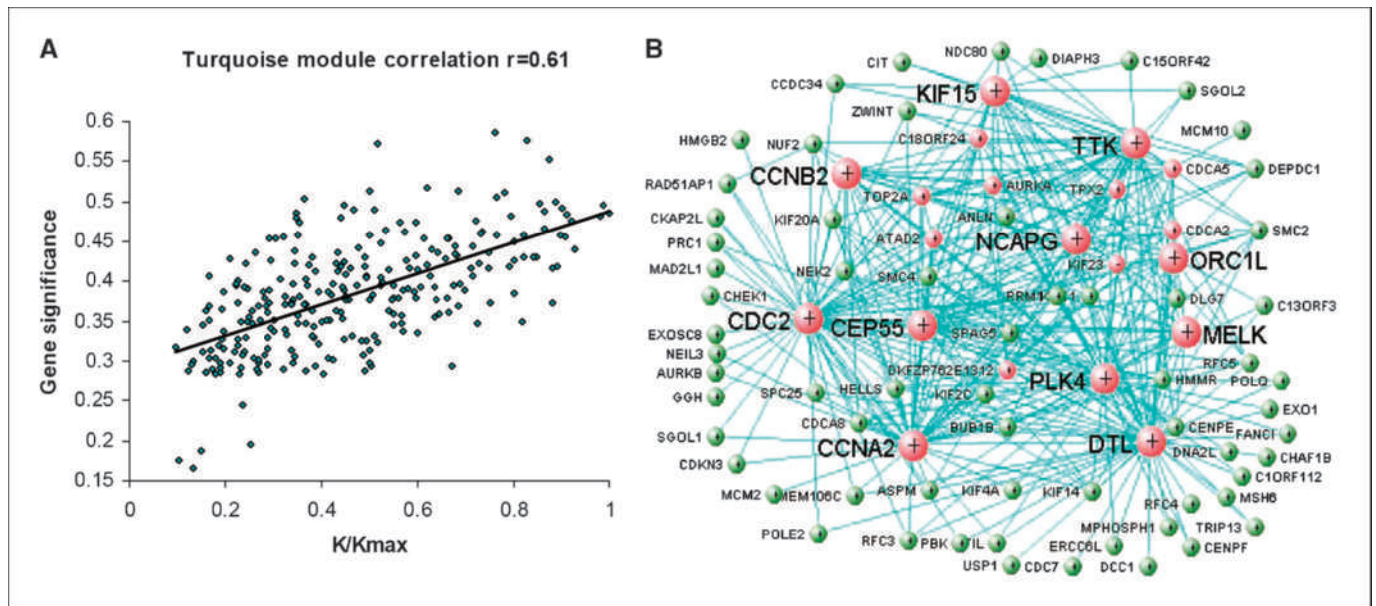 A
Turquoise module correlation r=0.61
Gene significance
0.6
0.55
0.5
0.45
0.4
0.35
0.3
0.25
0.2
0.15
0
0.2
0.4
0.6
0.8
1
K/Kmax
B
NDC80
CIT
DIAPH3
C15ORF42
CCDC34
KIF15
SGOL2
ZWINT
HMGB2
NUF2
C18ORF24
TTK
MCM10
RAD51AP1
CCNB2
TOP2A
AURKA
TPX2
CDCA5
DEPDC1
CKAP2L
KIF20A
ANLN
PRC1
ATAD2
NCAPG
CDCA2
SMC2
MAD2L1
NEK2
SMC4
KIF23
ORC1L
CHEK1
RRM1
DLG7
C13ORF3
CDC2
CEP55
EXOSC8
SPAG5
MELK
NEIL3
AURKB
DKFZP762E1312
PLK4
RFC5
HMMR
POLQ
GGH
SPC25
HELLS
KIF2C
EXO1
SGOL1
CDCA8
BUB1B
CENPE
FANCI
CCNA2
DTL
DNA2L
CHAF1B
CDKN3
C1ORF112
MCM2
MEM106C
ASPM
KIF4A
KIF14
RFC4
MSH6
POLE2
RFC3
PBK
TIL
MPHOSPH1
TRIP13
ERCC6L
CENPF
USP1
CDC7
DCC1